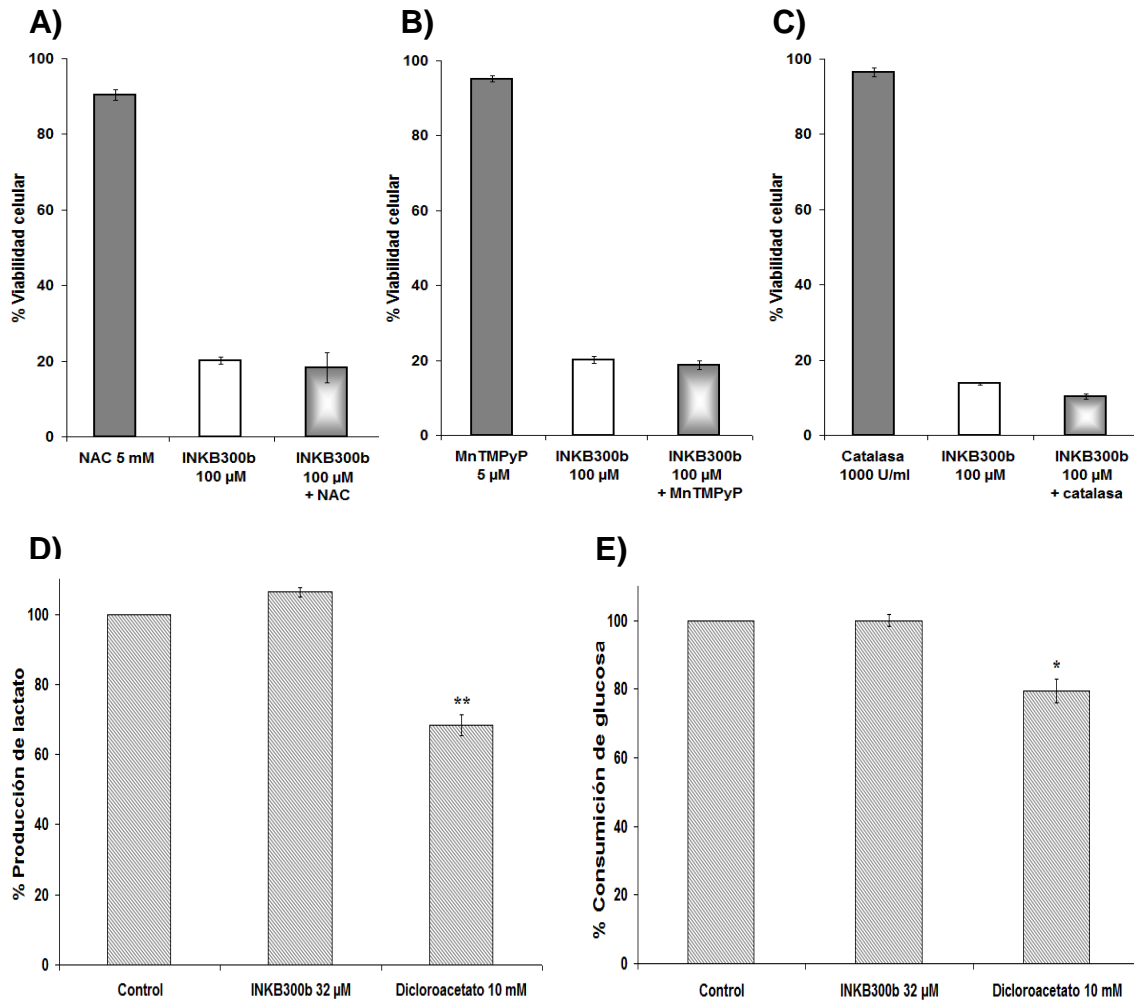 A)
B)
C)
% Viabilidad celular
100
80
60
40
20
0
NAC 5 mM
INKB300b
100 µM
INKB300b
100 µM
+ NAC
% Viabilidad celular
100
80
60
40
20
0
MnTMPyP
5 µM
INKB300b
100 µM
INKB300b
100 µM
+ MnTMPyP
% Viabilidad celular
100
80
60
40
20
0
Catalasa
1000 U/ml
INKB300b
100 µM
INKB300b
100 µM
+ catalasa
D)
E)
% Producción de lactato
100
80
60
40
20
0
**
Control
INKB300b 32 µM
Dicloroacetato 10 mM
% Consumición de glucosa
100
80
60
40
20
0
*
Control
INKB300b 32 µM
Dicloroacetato 10 mM